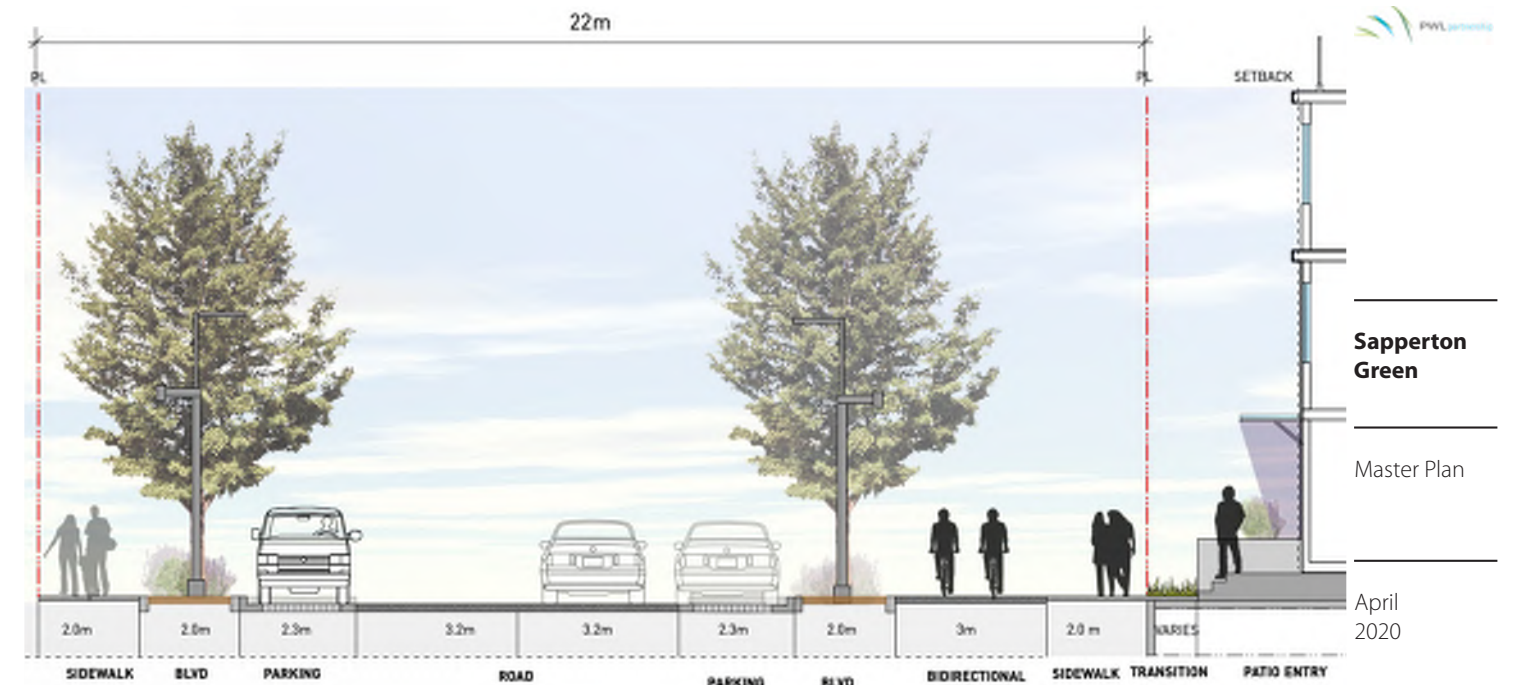 22m
PWL partnership
PL
PL
SETBACK
Sapperton
Green
Master Plan
April
2020
2.0m
2.0m
2.3m
3.2m
3.2m
2.3m
2.0m
3m
2.0 m
VARIES
SIDEWALK
BLVD
PARKING
ROAD
PARKING
BLVD
BIDIRECTIONAL
SIDEWALK
TRANSITION
PATIO ENTRY